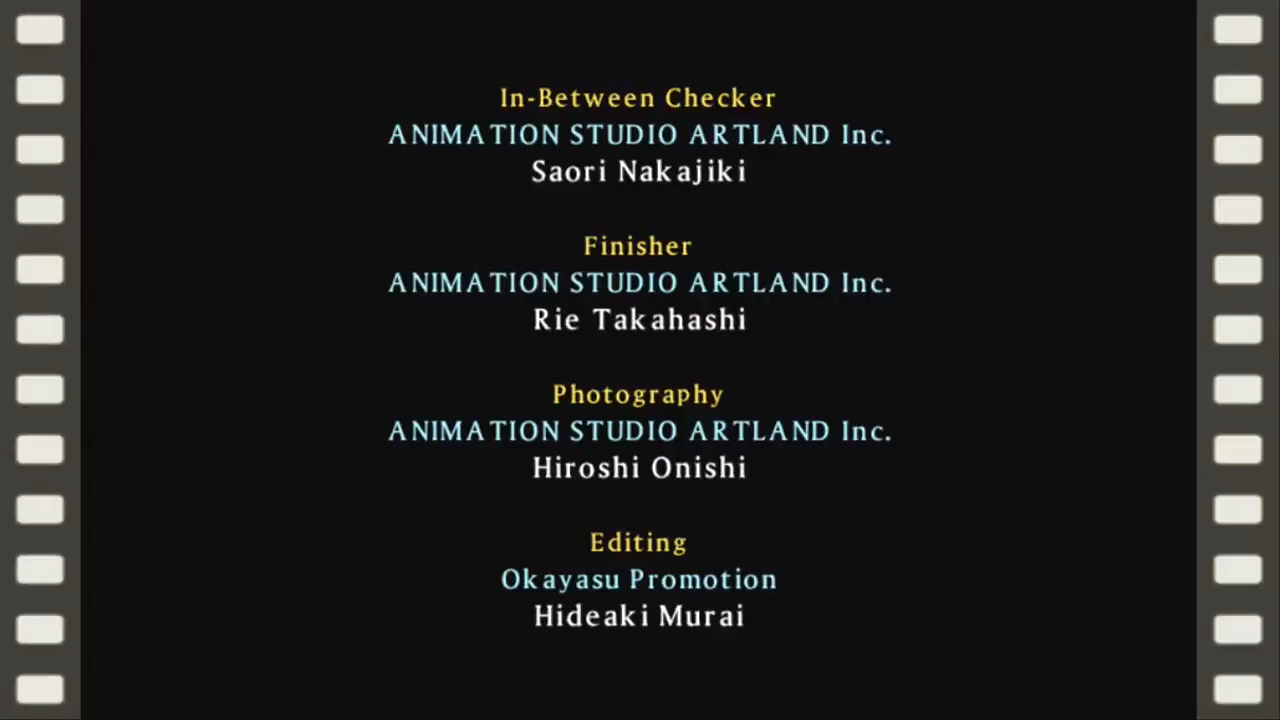 In-Between Checker
ANIMATION STUDIO ARTLAND Inc.
Saori Nakajiki
Finisher
ANIMATION STUDIO ARTLAND Inc.
Rie Takahashi
Photography
ANIMATION STUDIO ARTLAND Inc.
Hiroshi Onishi
Editing
Okayasu Promotion
Hideaki Murai